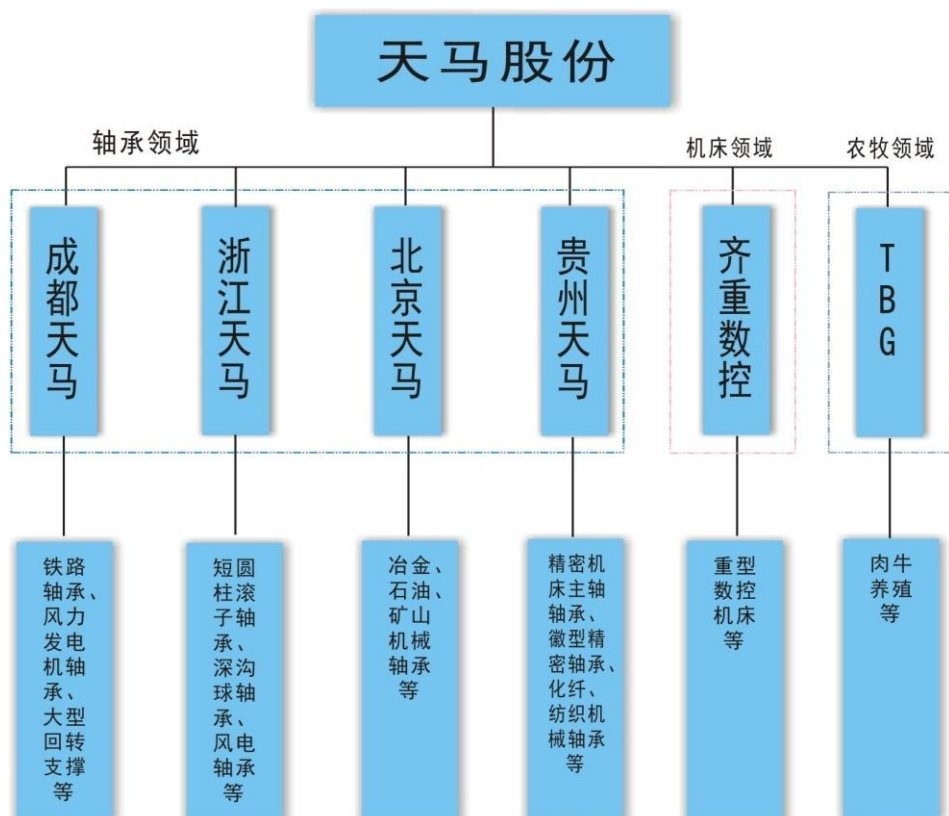 天马股份
轴承领域
机床领域
农牧领域
成都天马
浙江天马
北京天马
贵州天马
齐重数控
TBG
铁路
轴承、
风力
发电
机轴
承、
大型
回转
支撑
等
短圆
柱滚
子轴
承、
深沟
球轴
承、
风电
轴承
等
冶金、
石油、
矿山
机械
轴承
等
精密机
床主轴
轴承、
徽型精
密轴承、
化纤、
纺织机
械轴承
等
重型
数控
机床
等
肉牛
养殖
等